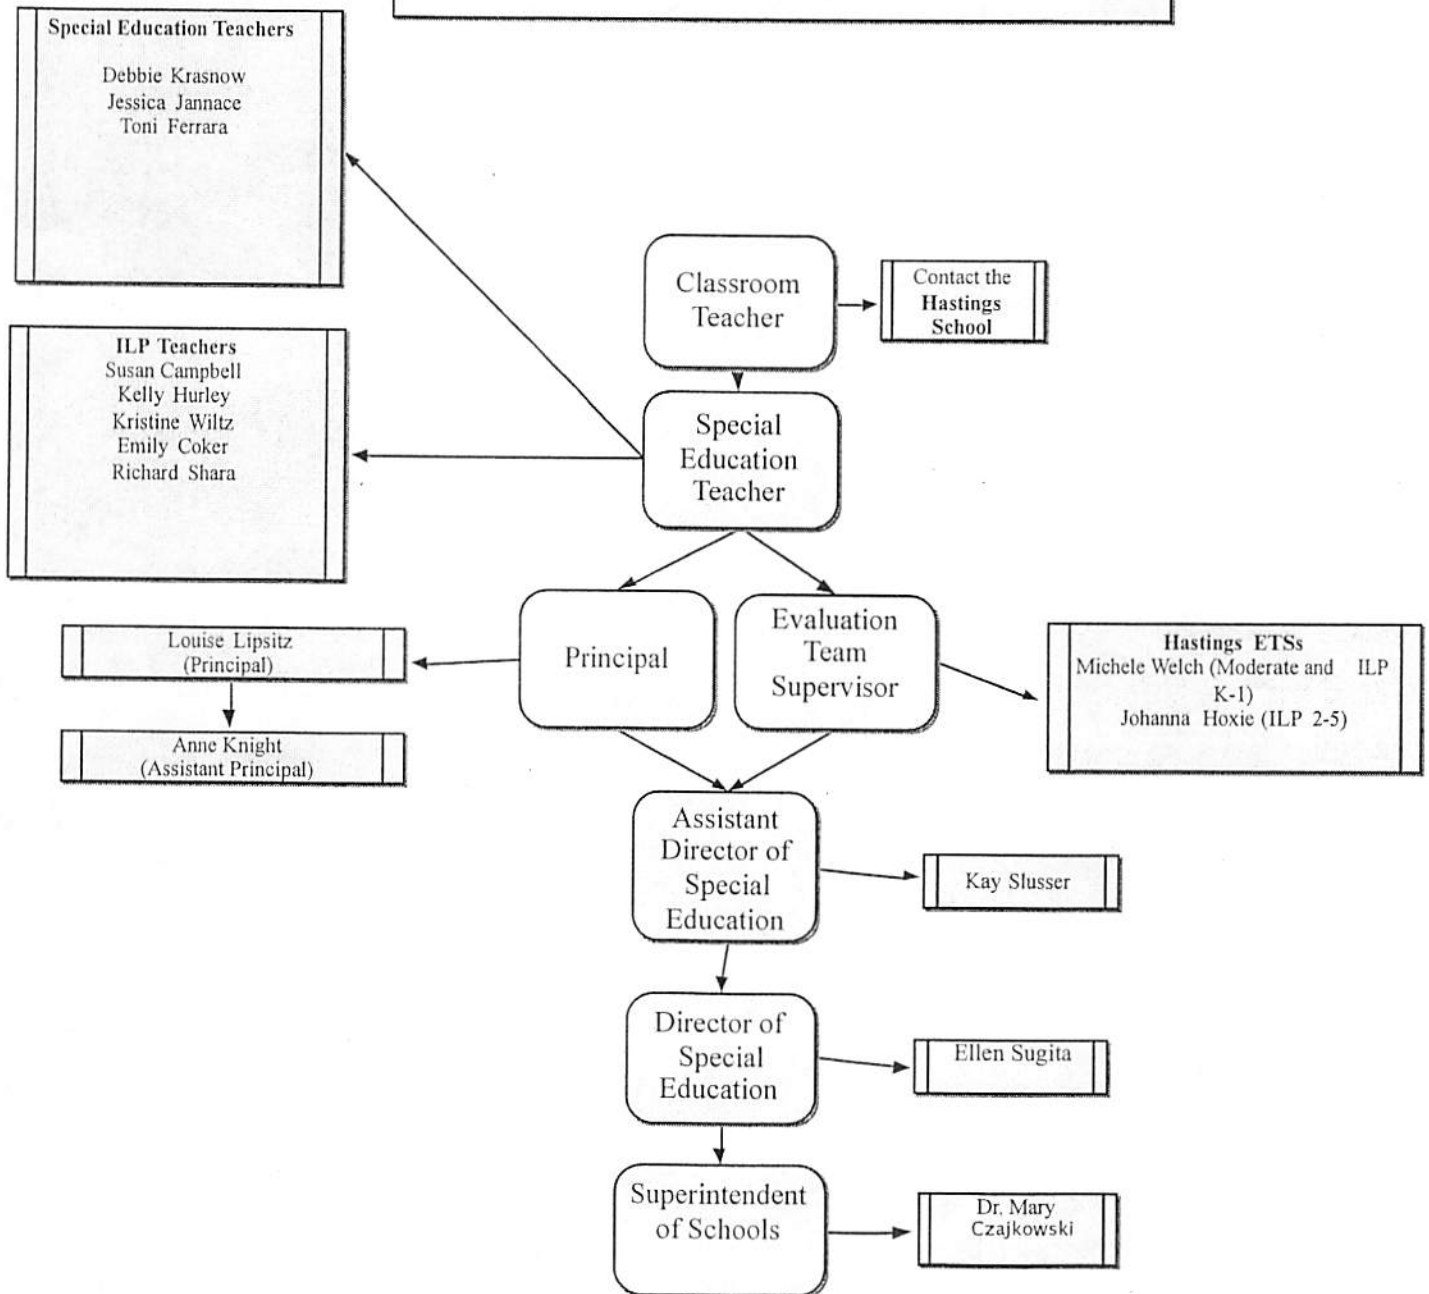 Special Education Teachers
Debbie Krasnow
Jessica Jannace
Toni Ferrara
Classroom
Teacher
Contact the
Hastings
School
ILP Teachers
Susan Campbell
Kelly Hurley
Kristine Wiltz
Emily Coker
Richard Shara
Special
Education
Teacher
Louise Lipsitz
(Principal)
Anne Knight
(Assistant Principal)
Principal
Evaluation
Team
Supervisor
Hastings ETSs
Michele Welch (Moderate and ILP
K-1)
Johanna Hoxie (ILP 2-5)
Assistant
Director of
Special
Education
Kay Slusser
Director of
Special
Education
Ellen Sugita
Superintendent
of Schools
Dr. Mary
Czajkowski